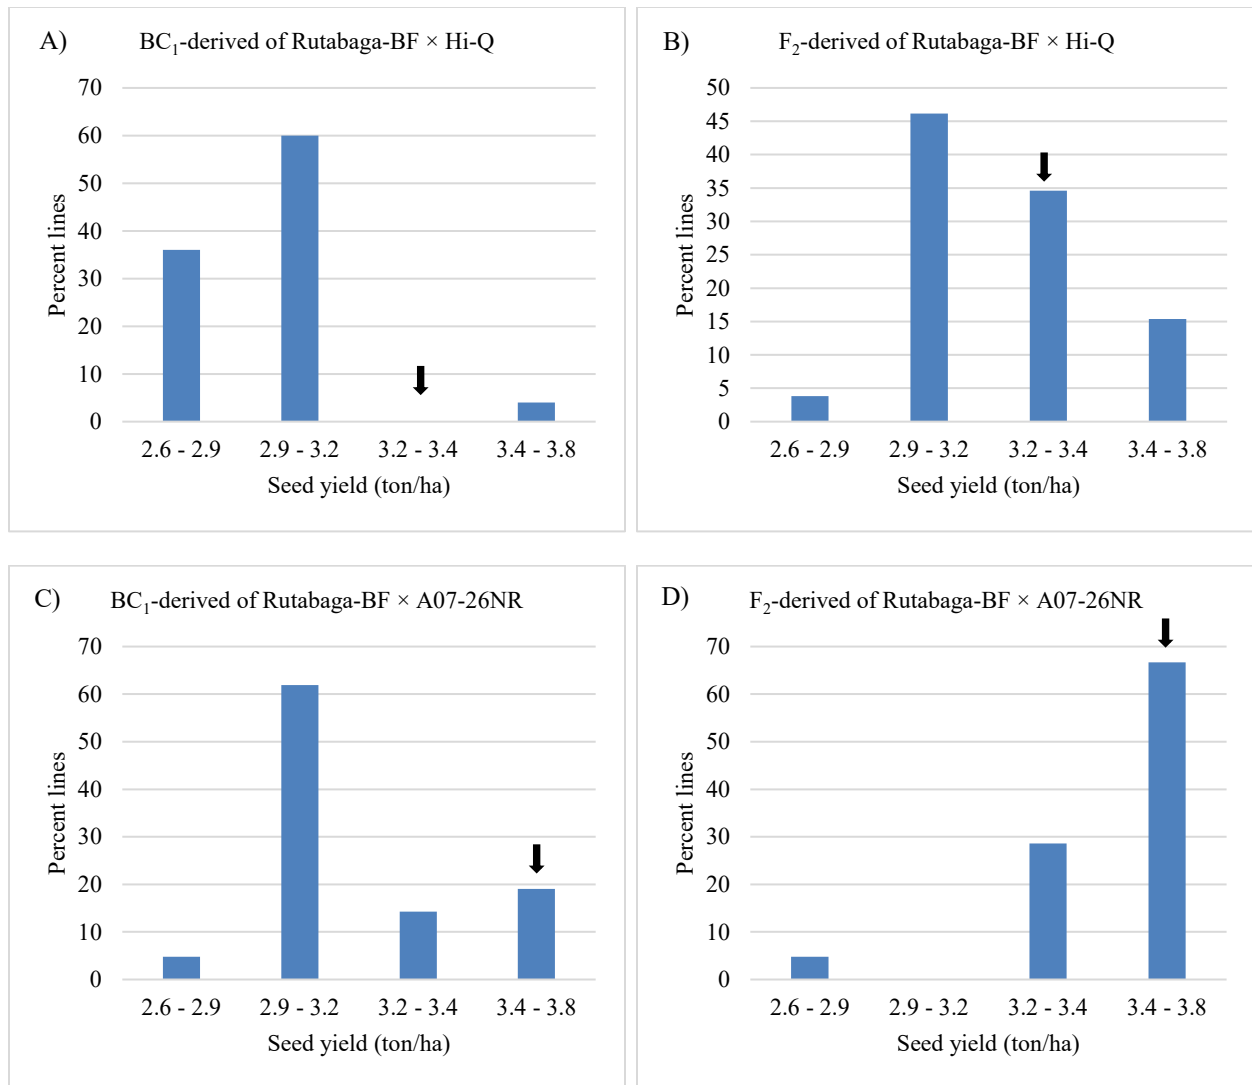 A) BC₁-derived of Rutabaga-BF × Hi-Q
70
60
50
40
30
20
10
0
Percent lines
2.6 - 2.9 2.9 - 3.2 3.2 - 3.4 3.4 - 3.8
Seed yield (ton/ha)
B) F₂-derived of Rutabaga-BF × Hi-Q
50
45
40
35
30
25
20
15
10
5
0
Percent lines
2.6 - 2.9 2.9 - 3.2 3.2 - 3.4 3.4 - 3.8
Seed yield (ton/ha)
C) BC₁-derived of Rutabaga-BF × A07-26NR
70
60
50
40
30
20
10
0
Percent lines
2.6 - 2.9 2.9 - 3.2 3.2 - 3.4 3.4 - 3.8
Seed yield (ton/ha)
D) F₂-derived of Rutabaga-BF × A07-26NR
70
60
50
40
30
20
10
0
Percent lines
2.6 - 2.9 2.9 - 3.2 3.2 - 3.4 3.4 - 3.8
Seed yield (ton/ha)